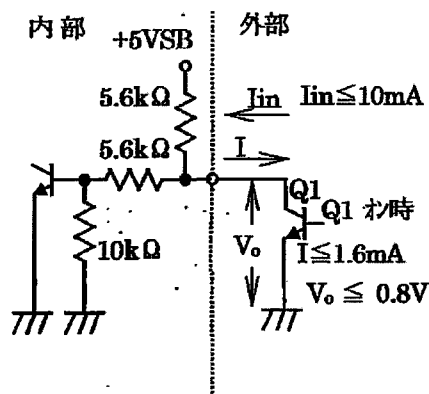 内部
外部
+5VSB
5.6kΩ
Iin
Iin≦10mA
5.6kΩ
I
Q1
Q1 ｵﾝ時
10kΩ
Vo
I≦1.6mA
Vo ≦ 0.8V